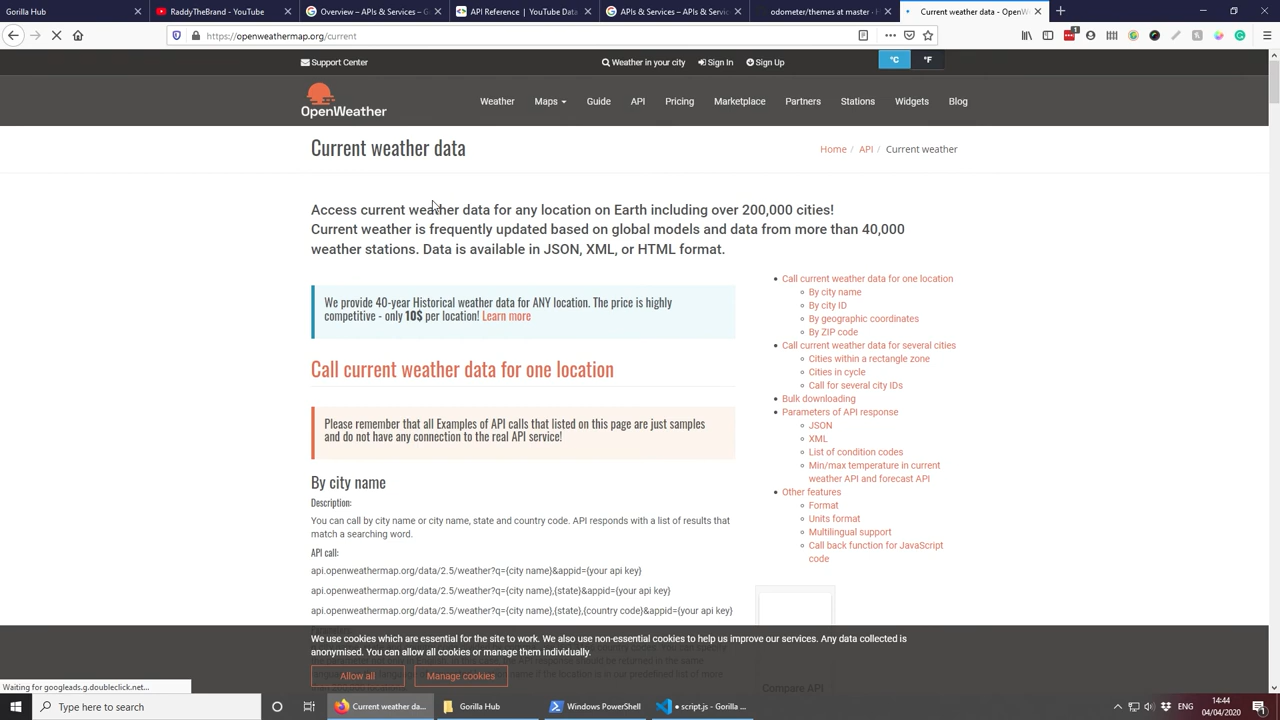 Gorilla Hub
RaddyTheBrand - YouTube
Overview – APIs & Services – G
API Reference | YouTube Data
APIs & Services – APIs & Servic
odometer/themes at master · h
Current weather data - OpenW
https://openweathermap.org/current
1
Support Center
Weather in your city
Sign In
Sign Up
°C
°F
OpenWeather
Weather
Maps
Guide
API
Pricing
Marketplace
Partners
Stations
Widgets
Blog
Current weather data
Home / API / Current weather
Access current weather data for any location on Earth including over 200,000 cities!
Current weather is frequently updated based on global models and data from more than 40,000
weather stations. Data is available in JSON, XML, or HTML format.
We provide 40-year Historical weather data for ANY location. The price is highly
competitive - only 10$ per location! Learn more
Call current weather data for one location
Please remember that all Examples of API calls that listed on this page are just samples
and do not have any connection to the real API service!
By city name
Description:
You can call by city name or city name, state and country code. API responds with a list of results that
match a searching word.
API call:
api.openweathermap.org/data/2.5/weather?q={city name}&appid={your api key}
api.openweathermap.org/data/2.5/weather?q={city name},{state}&appid={your api key}
api.openweathermap.org/data/2.5/weather?q={city name},{state},{country code}&appid={your api key}
Call current weather data for one location
By city name
By city ID
By geographic coordinates
By ZIP code
Call current weather data for several cities
Cities within a rectangle zone
Cities in cycle
Call for several city IDs
Bulk downloading
Parameters of API response
JSON
XML
List of condition codes
Min/max temperature in current
weather API and forecast API
Other features
Format
Units format
Multilingual support
Call back function for JavaScript
code
Compare API
We use cookies which are essential for the site to work. We also use non-essential cookies to help us improve our services. Any data collected is
anonymised. You can allow all cookies or manage them individually.
Allow all
Manage cookies
Waiting for googleads.g.doubleclick.net...
Type here to search
Current weather da...
Gorilla Hub
Windows PowerShell
● script.js - Gorilla ...
ENG
14:44
04/04/2020
1